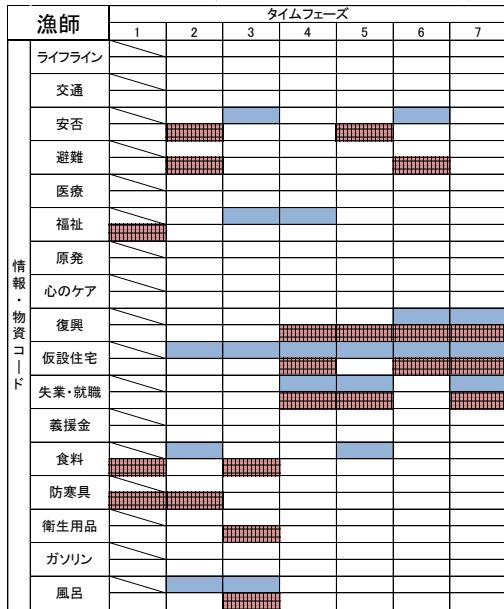 漁師
タイムフェーズ
1 2 3 4 5 6 7
情報・物資コード
ライフライン
交通
安否
避難
医療
福祉
原発
心のケア
復興
仮設住宅
失業・就職
義援金
食料
防寒具
衛生用品
ガソリン
風呂